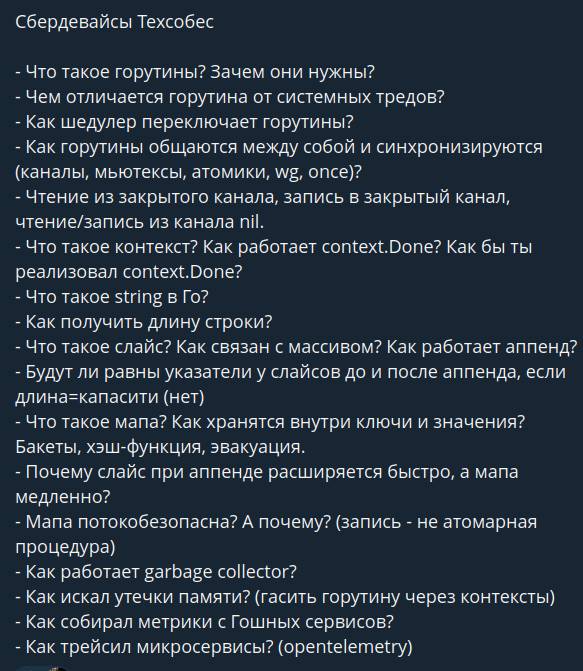 Сбердевайсы Техсобес
- Что такое горутины? Зачем они нужны?
- Чем отличается горутина от системных тредов?
- Как шедулер переключает горутины?
- Как горутины общаются между собой и синхронизируются
(каналы, мьютексы, атомики, wg, once)?
- Чтение из закрытого канала, запись в закрытый канал,
чтение/запись из канала nil.
- Что такое контекст? Как работает context.Done? Как бы ты
реализовал context.Done?
- Что такое string в Го?
- Как получить длину строки?
- Что такое слайс? Как связан с массивом? Как работает аппенд?
- Будут ли равны указатели у слайсов до и после аппенда, если
длина=капасити (нет)
- Что такое мапа? Как хранятся внутри ключи и значения?
Бакеты, хэш-функция, эвакуация.
- Почему слайс при аппенде расширяется быстро, а мапа
медленно?
- Мапа потокобезопасна? А почему? (запись - не атомарная
процедура)
- Как работает garbage collector?
- Как искал утечки памяти? (гасить горутину через контексты)
- Как собирал метрики с Гошных сервисов?
- Как трейсил микросервисы? (opentelemetry)